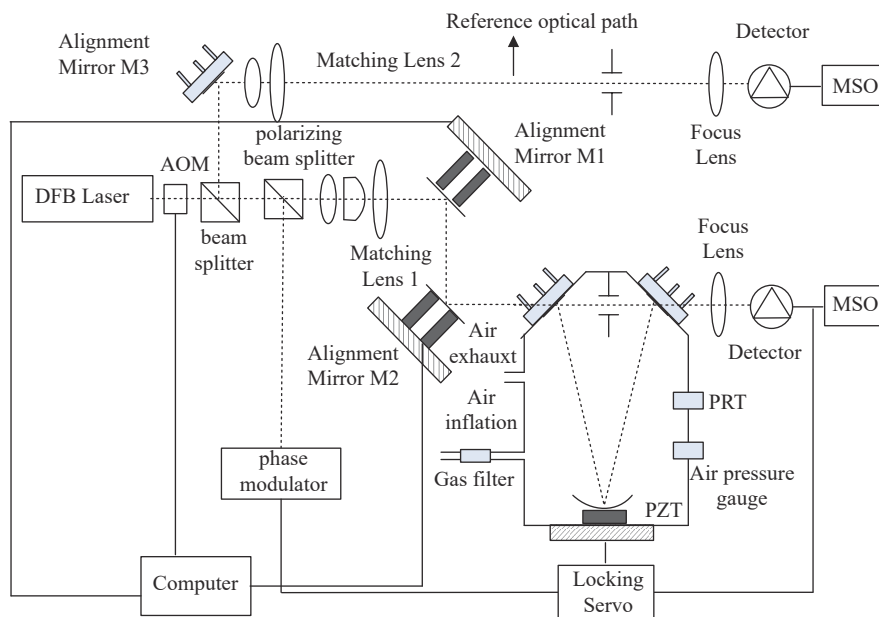 Reference optical path
Alignment
Mirror M3
Matching Lens 2
Detector
MSO
Focus
Lens
polarizing
beam splitter
Alignment
Mirror M1
AOM
DFB Laser
beam
splitter
Matching
Lens 1
Focus
Lens
MSO
Detector
Alignment
Mirror M2
Air
exhauxt
Air
inflation
PRT
Gas filter
Air pressure
gauge
phase
modulator
PZT
Computer
Locking
Servo